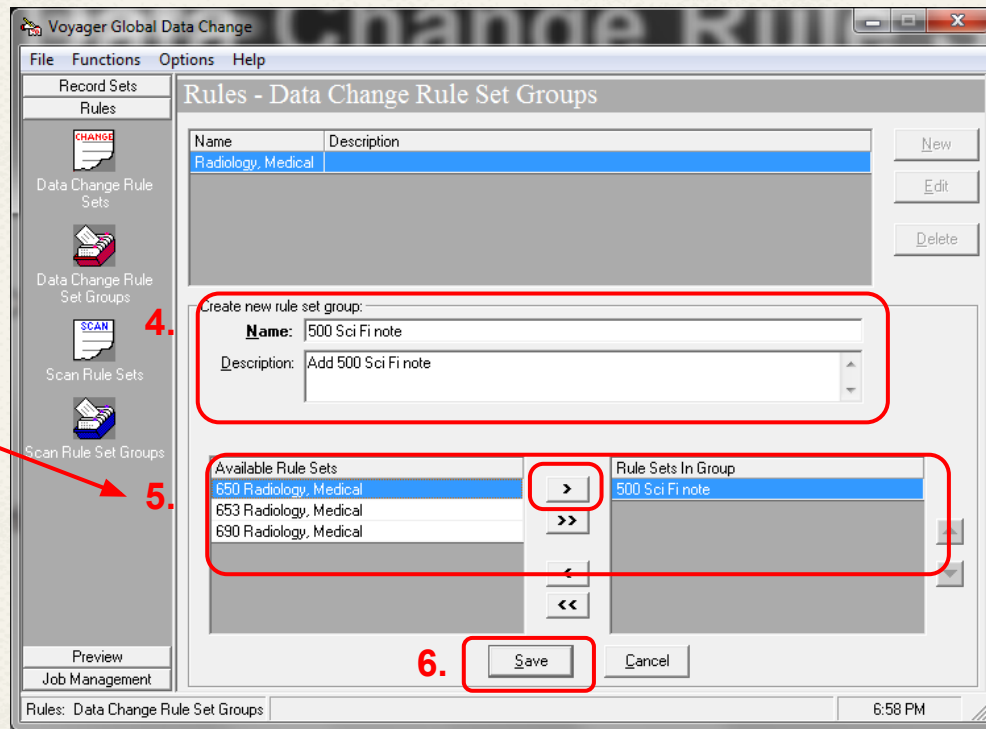 Voyager Global Data Change
File Functions Options Help
Record Sets
Rules
CHANGE
Data Change Rule
Sets
Data Change Rule
Set Groups
SCAN
Scan Rule Sets
Scan Rule Set Groups
Preview
Job Management
Rules - Data Change Rule Set Groups
Name Description
Radiology, Medical
New
Edit
Delete
4.
Create new rule set group:
Name: 500 Sci Fi note
Description: Add 500 Sci Fi note
5.
Available Rule Sets
650 Radiology, Medical
653 Radiology, Medical
690 Radiology, Medical
>
>>
<
<<
Rule Sets In Group
500 Sci Fi note
6.
Save Cancel
Rules: Data Change Rule Set Groups 6:58 PM